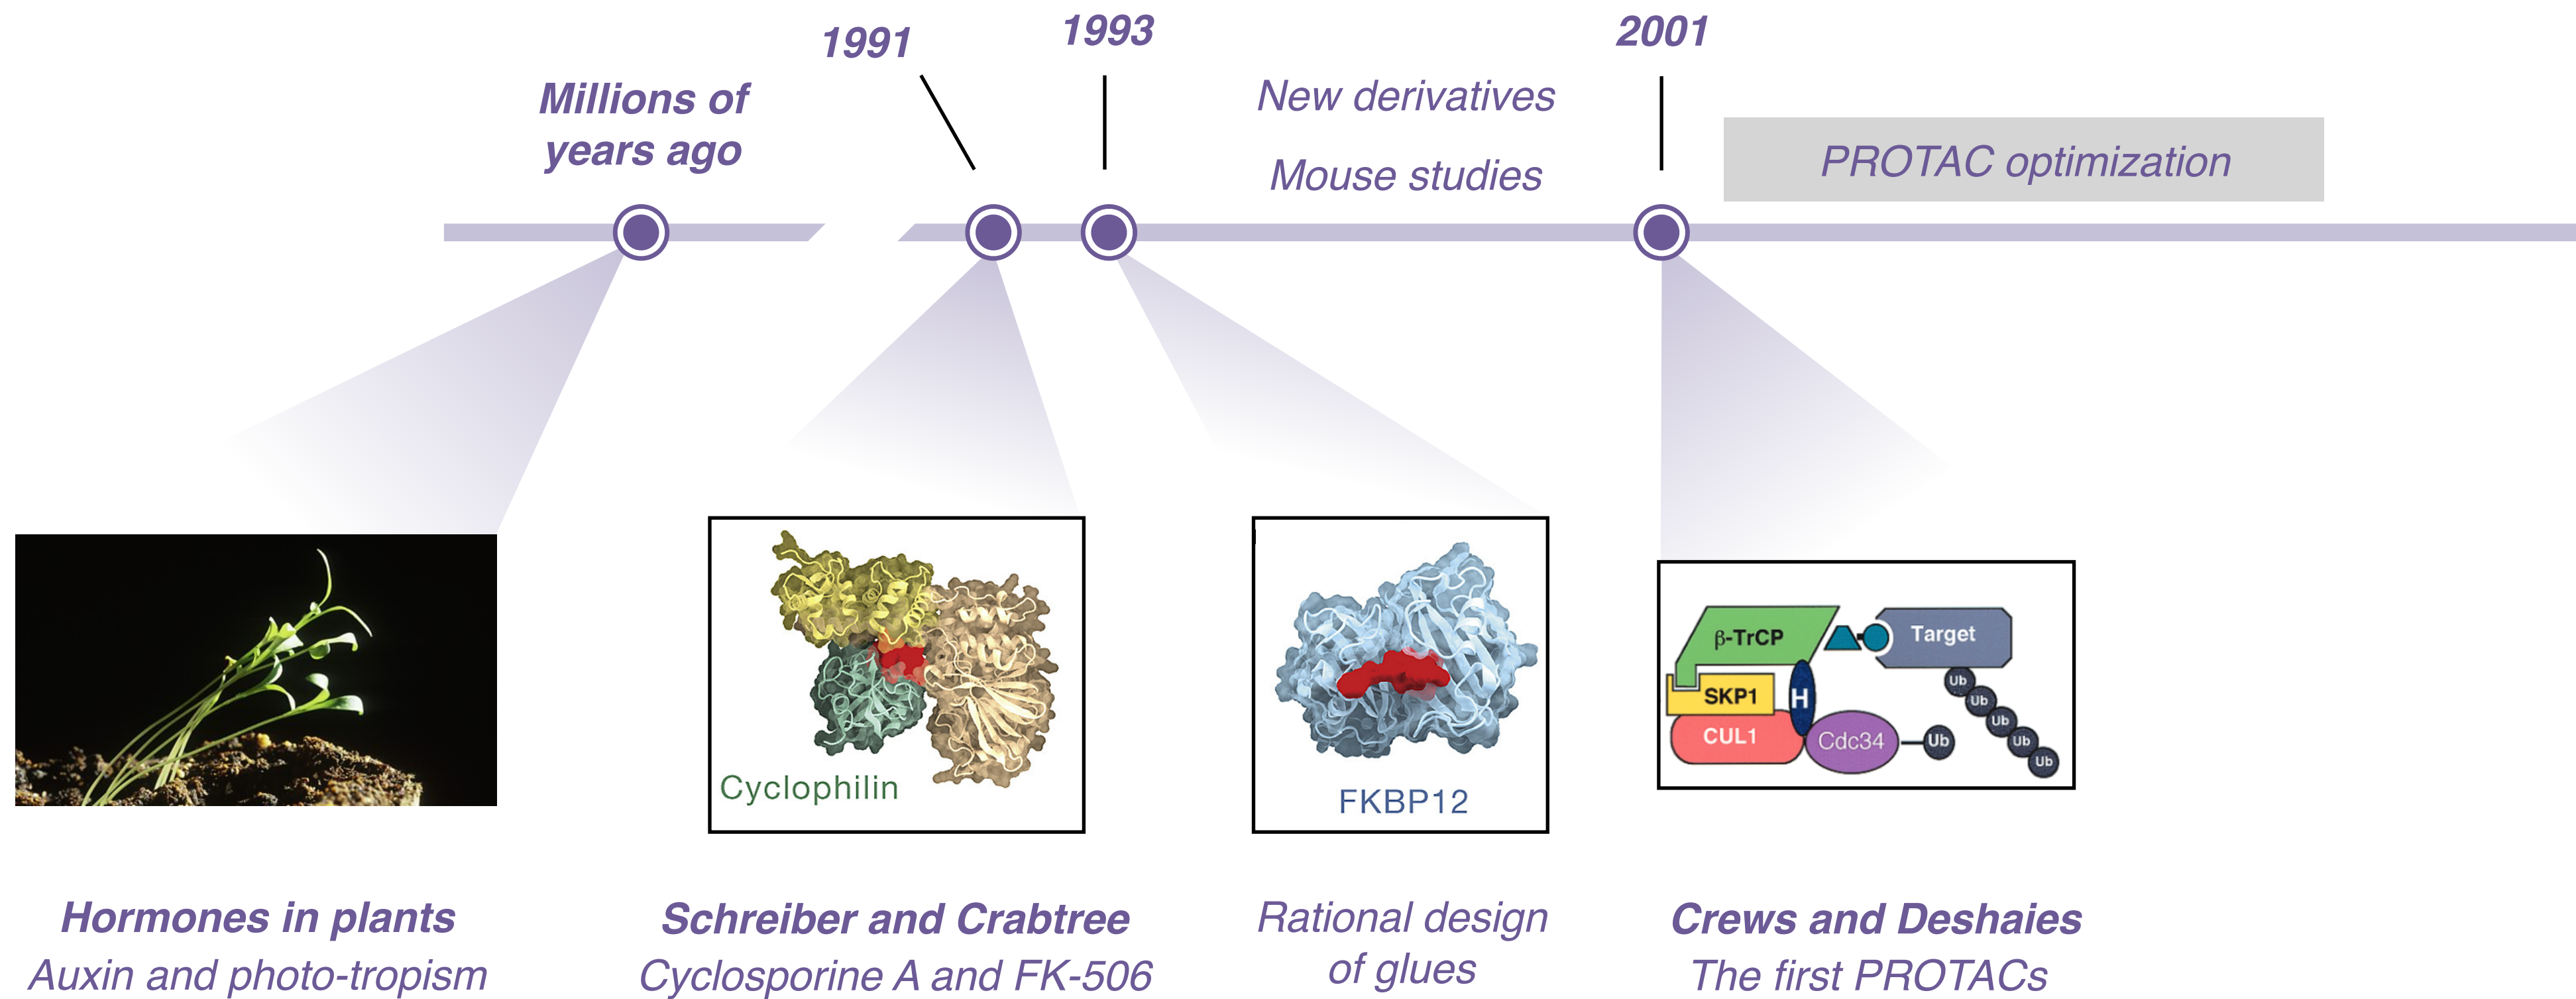 1991
1993
2001
Millions of
years ago
New derivatives
Mouse studies
PROTAC optimization
Cyclophilin
FKBP12
β-TrCP
Target
SKP1
H
CUL1
Cdc34
Ub
Ub
Ub
Ub
Ub
Ub
Hormones in plants
Auxin and photo-tropism
Schreiber and Crabtree
Cyclosporine A and FK-506
Rational design
of glues
Crews and Deshaies
The first PROTACs